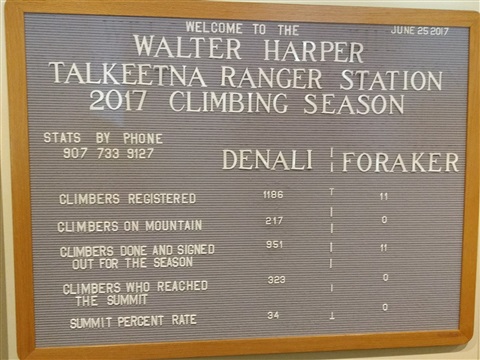 WELCOME TO THE
JUNE 25 2017
WALTER HARPER
TALKEETNA RANGER STATION
2017 CLIMBING SEASON
STATS BY PHONE
907 733 9127
DENALI FORAKER
CLIMBERS REGISTERED 1186 11
CLIMBERS ON MOUNTAIN 217 0
CLIMBERS DONE AND SIGNED 951 11
OUT FOR THE SEASON
CLIMBERS WHO REACHED 323 0
THE SUMMIT
SUMMIT PERCENT RATE 34 0